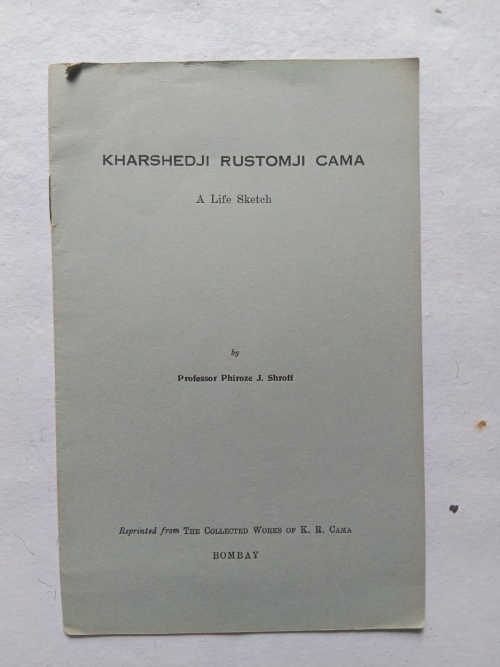 KHARSHEDJI RUSTOMJI CAMA
A Life Sketch
by
Professor Phiroze J. Shroff
Reprinted from THE COLLECTED WORKS OF K. R. CAMA
BOMBAY